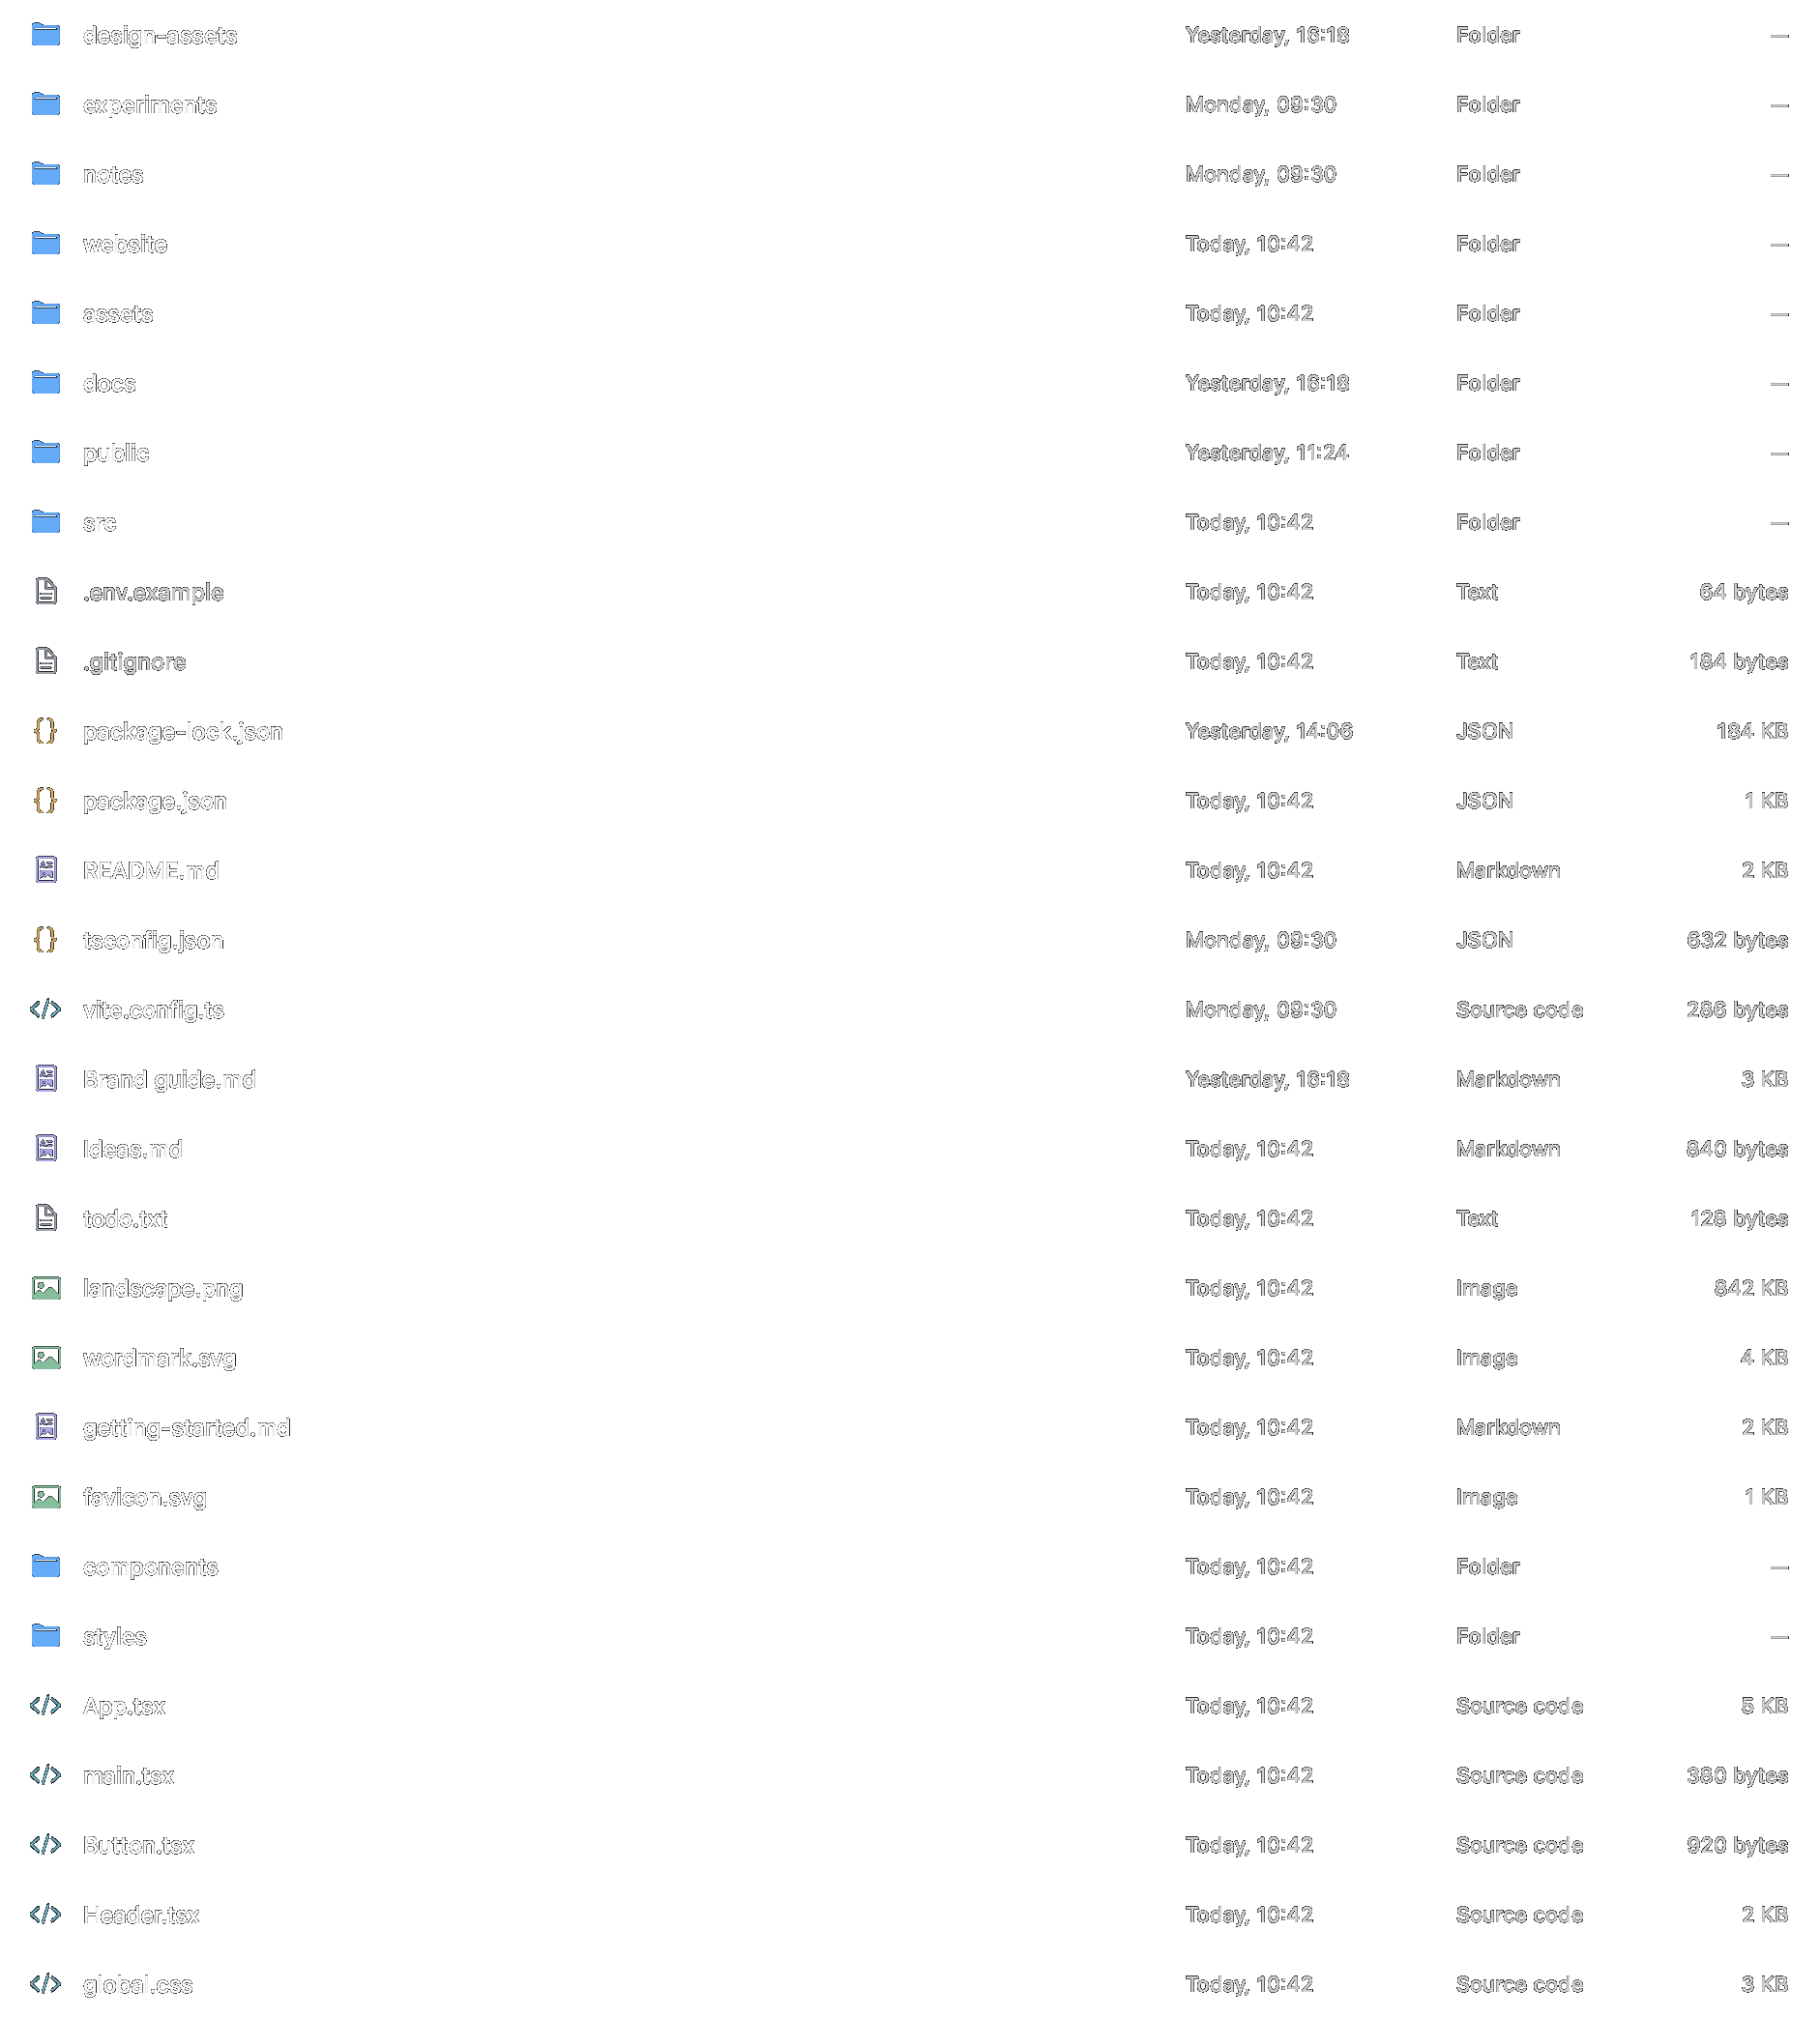 design-assets Yesterday, 16:18 Folder —
experiments Monday, 09:30 Folder —
notes Monday, 09:30 Folder —
website Today, 10:42 Folder —
assets Today, 10:42 Folder —
docs Yesterday, 16:18 Folder —
public Yesterday, 11:24 Folder —
src Today, 10:42 Folder —
.env.example Today, 10:42 Text 64 bytes
.gitignore Today, 10:42 Text 184 bytes
package-lock.json Yesterday, 14:06 JSON 184 KB
package.json Today, 10:42 JSON 1 KB
README.md Today, 10:42 Markdown 2 KB
tsconfig.json Monday, 09:30 JSON 632 bytes
vite.config.ts Monday, 09:30 Source code 286 bytes
Brand guide.md Yesterday, 16:18 Markdown 3 KB
Ideas.md Today, 10:42 Markdown 840 bytes
todo.txt Today, 10:42 Text 128 bytes
landscape.png Today, 10:42 Image 842 KB
wordmark.svg Today, 10:42 Image 4 KB
getting-started.md Today, 10:42 Markdown 2 KB
favicon.svg Today, 10:42 Image 1 KB
components Today, 10:42 Folder —
styles Today, 10:42 Folder —
App.tsx Today, 10:42 Source code 5 KB
main.tsx Today, 10:42 Source code 380 bytes
Button.tsx Today, 10:42 Source code 920 bytes
Header.tsx Today, 10:42 Source code 2 KB
global.css Today, 10:42 Source code 3 KB